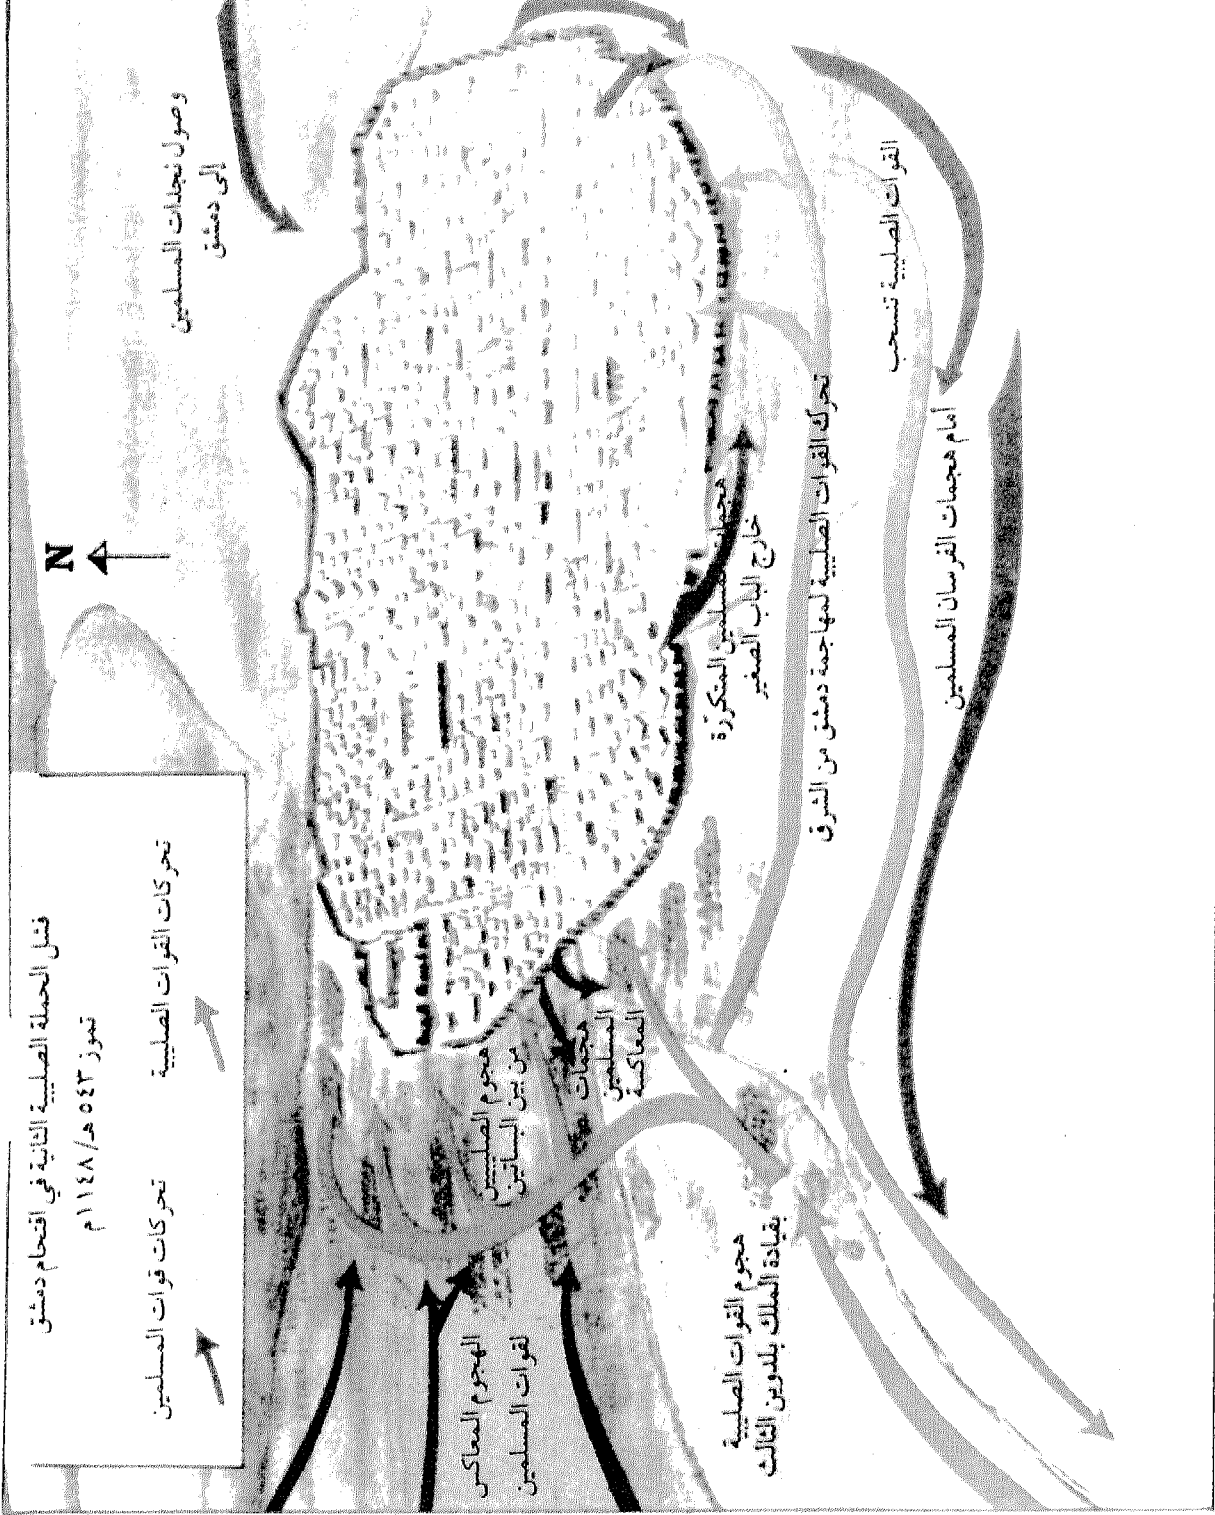 فشل الحملة الصليبية الثانية في اقتحام دمشق
تموز ٥٤٣ هـ/ ١١٤٨ م
تحركات القوات الصليبية
تحركات قوات المسلمين
N
وصول نجدات المسلمين
إلى دمشق
هجوم الصليبيين
من بين البساتين
هجمات
المسلمين
المعاكسة
الهجوم المعاكس
لقوات المسلمين
هجوم القوات الصليبية
بقيادة الملك بلدوين الثالث
هجمات المسلمين المتكررة
خارج الباب الصغير
تحرك القوات الصليبية لمهاجمة دمشق من الشرق
القوات الصليبية تنسحب
أمام هجمات الفرسان المسلمين